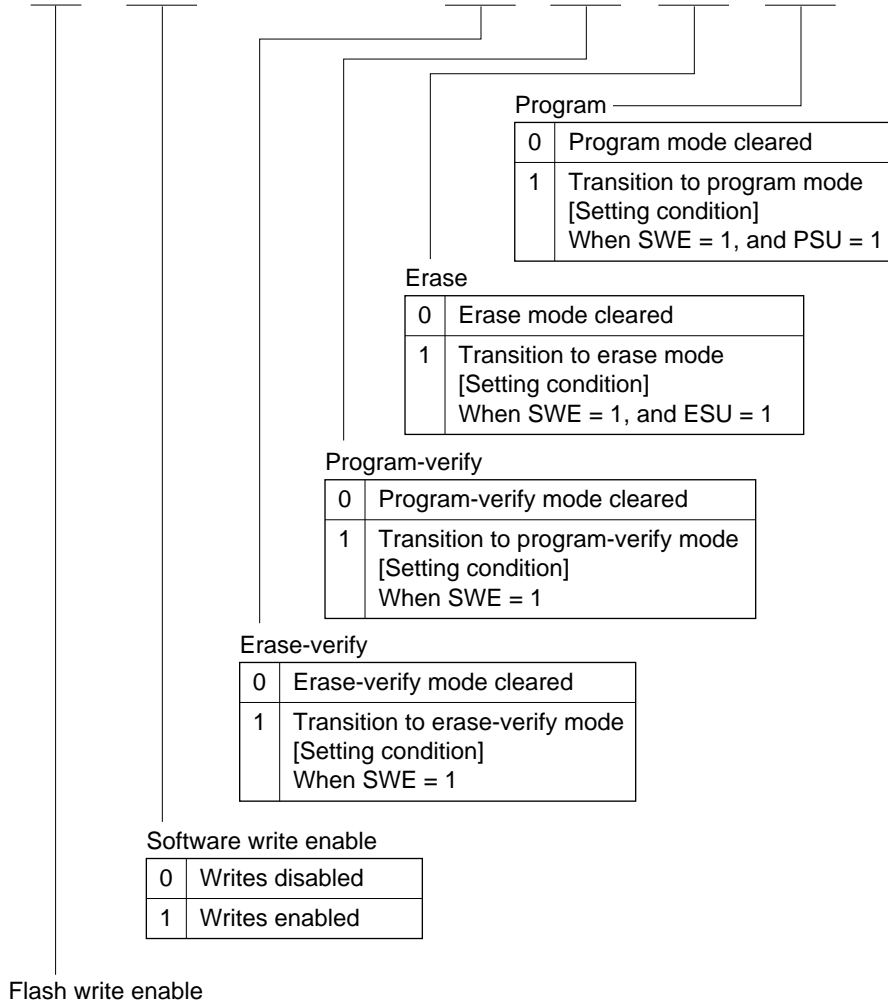 Program
0 Program mode cleared
1 Transition to program mode
[Setting condition]
When SWE = 1, and PSU = 1
Erase
0 Erase mode cleared
1 Transition to erase mode
[Setting condition]
When SWE = 1, and ESU = 1
Program-verify
0 Program-verify mode cleared
1 Transition to program-verify mode
[Setting condition]
When SWE = 1
Erase-verify
0 Erase-verify mode cleared
1 Transition to erase-verify mode
[Setting condition]
When SWE = 1
Software write enable
0 Writes disabled
1 Writes enabled
Flash write enable